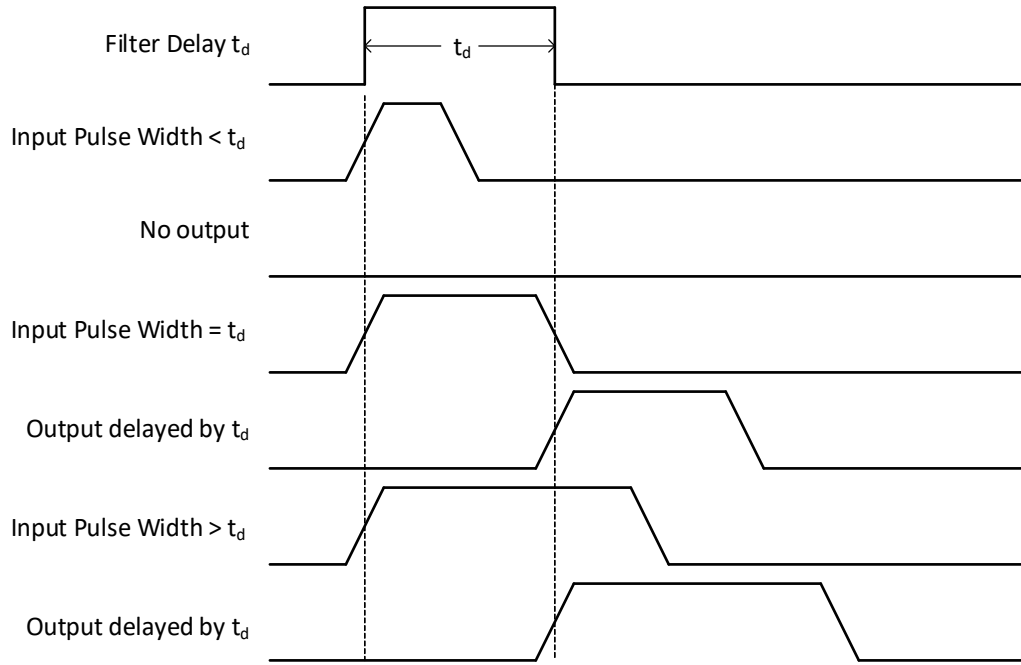 Filter Delay td
td
Input Pulse Width < td
No output
Input Pulse Width = td
Output delayed by td
Input Pulse Width > td
Output delayed by td